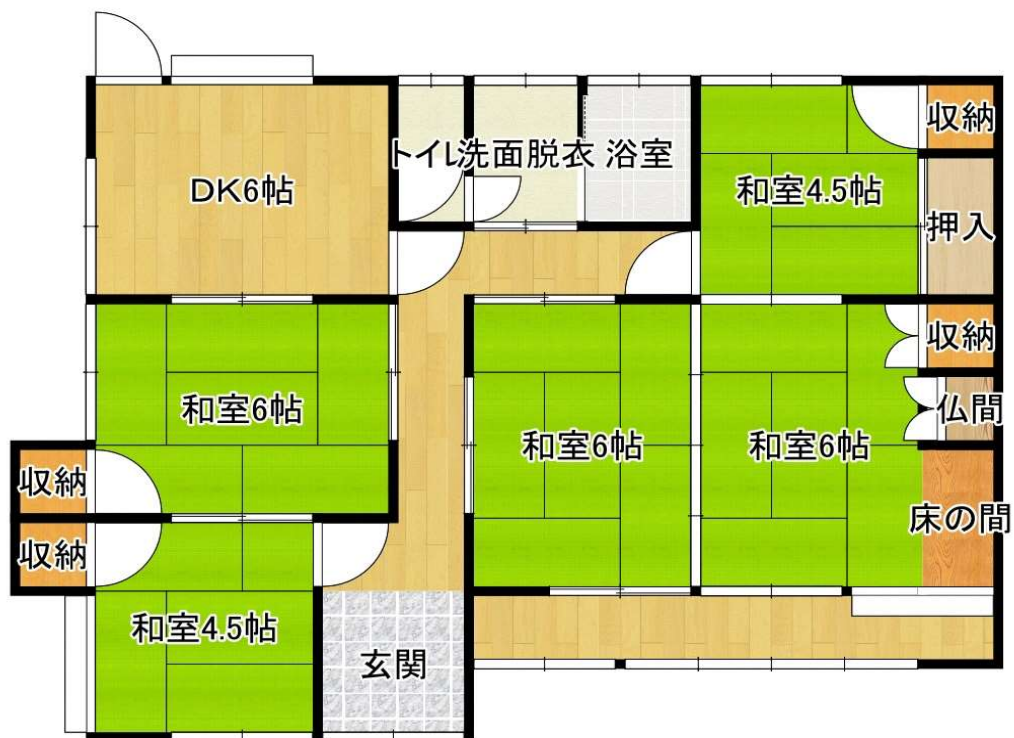 トイレ
洗面脱衣
浴室
収納
DK6帖
和室4.5帖
押入
収納
和室6帖
仏間
和室6帖
和室6帖
収納
床の間
収納
和室4.5帖
玄関